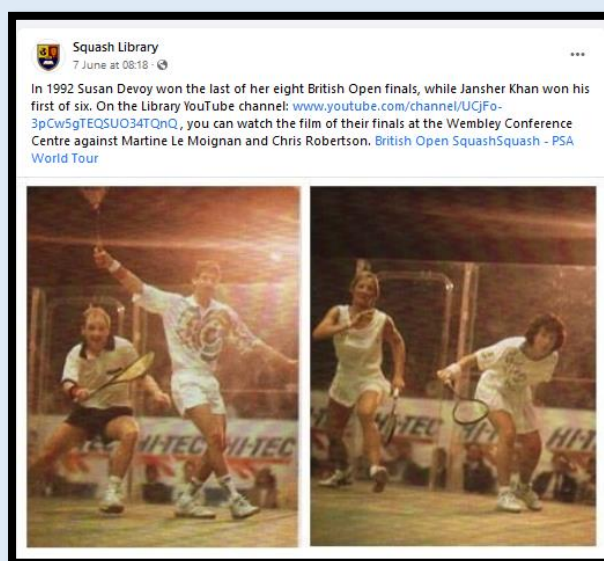 Squash Library
7 June at 08:18 ·
In 1992 Susan Devoy won the last of her eight British Open finals, while Jansher Khan won his
first of six. On the Library YouTube channel: www.youtube.com/channel/UCjFo-
3pCw5gTEQSUO34TQnQ, you can watch the film of their finals at the Wembley Conference
Centre against Martine Le Moignan and Chris Robertson. British Open SquashSquash - PSA
World Tour
HI-TEC HI-TEC
HI-TEC HI-T